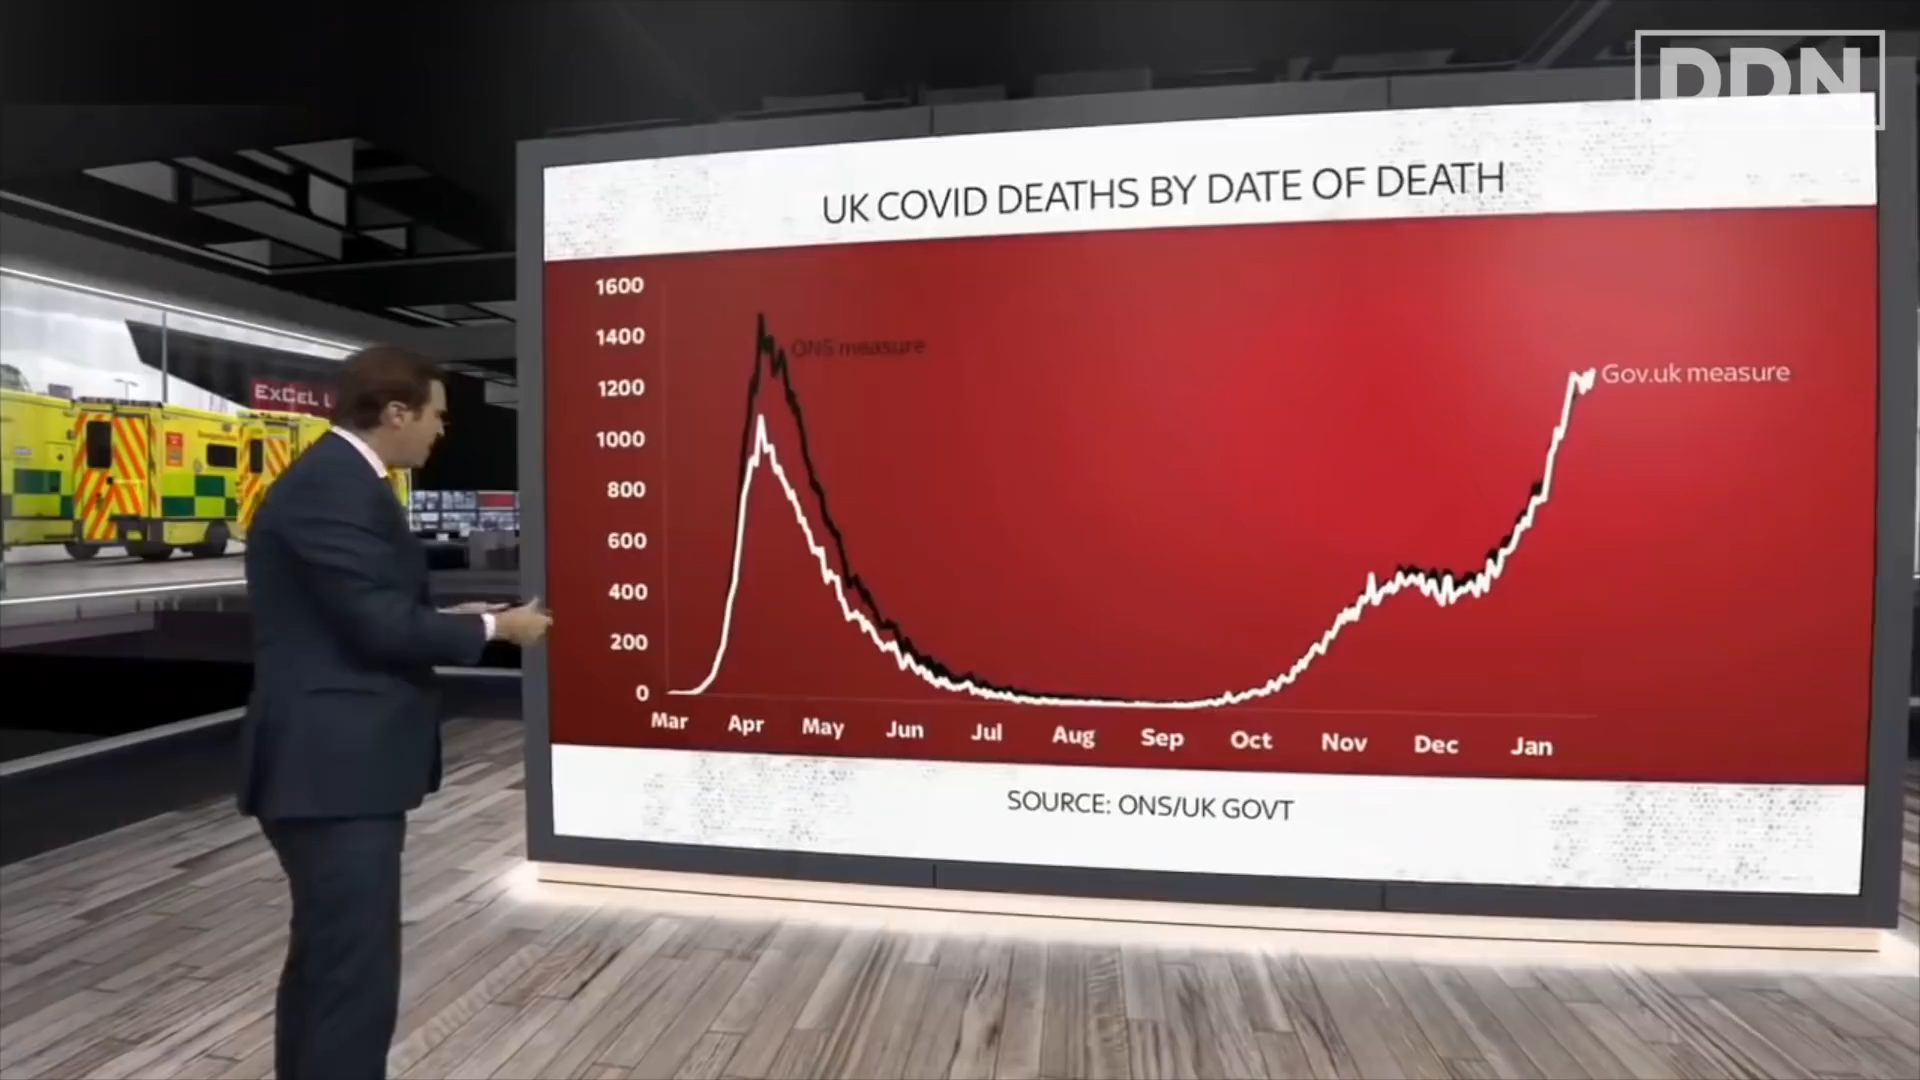 DDN
UK COVID DEATHS BY DATE OF DEATH
1600
1400
1200
1000
800
600
400
200
0
ONS measure
Gov.uk measure
Mar Apr May Jun Jul Aug Sep Oct Nov Dec Jan
SOURCE: ONS/UK GOVT
ExCeL L